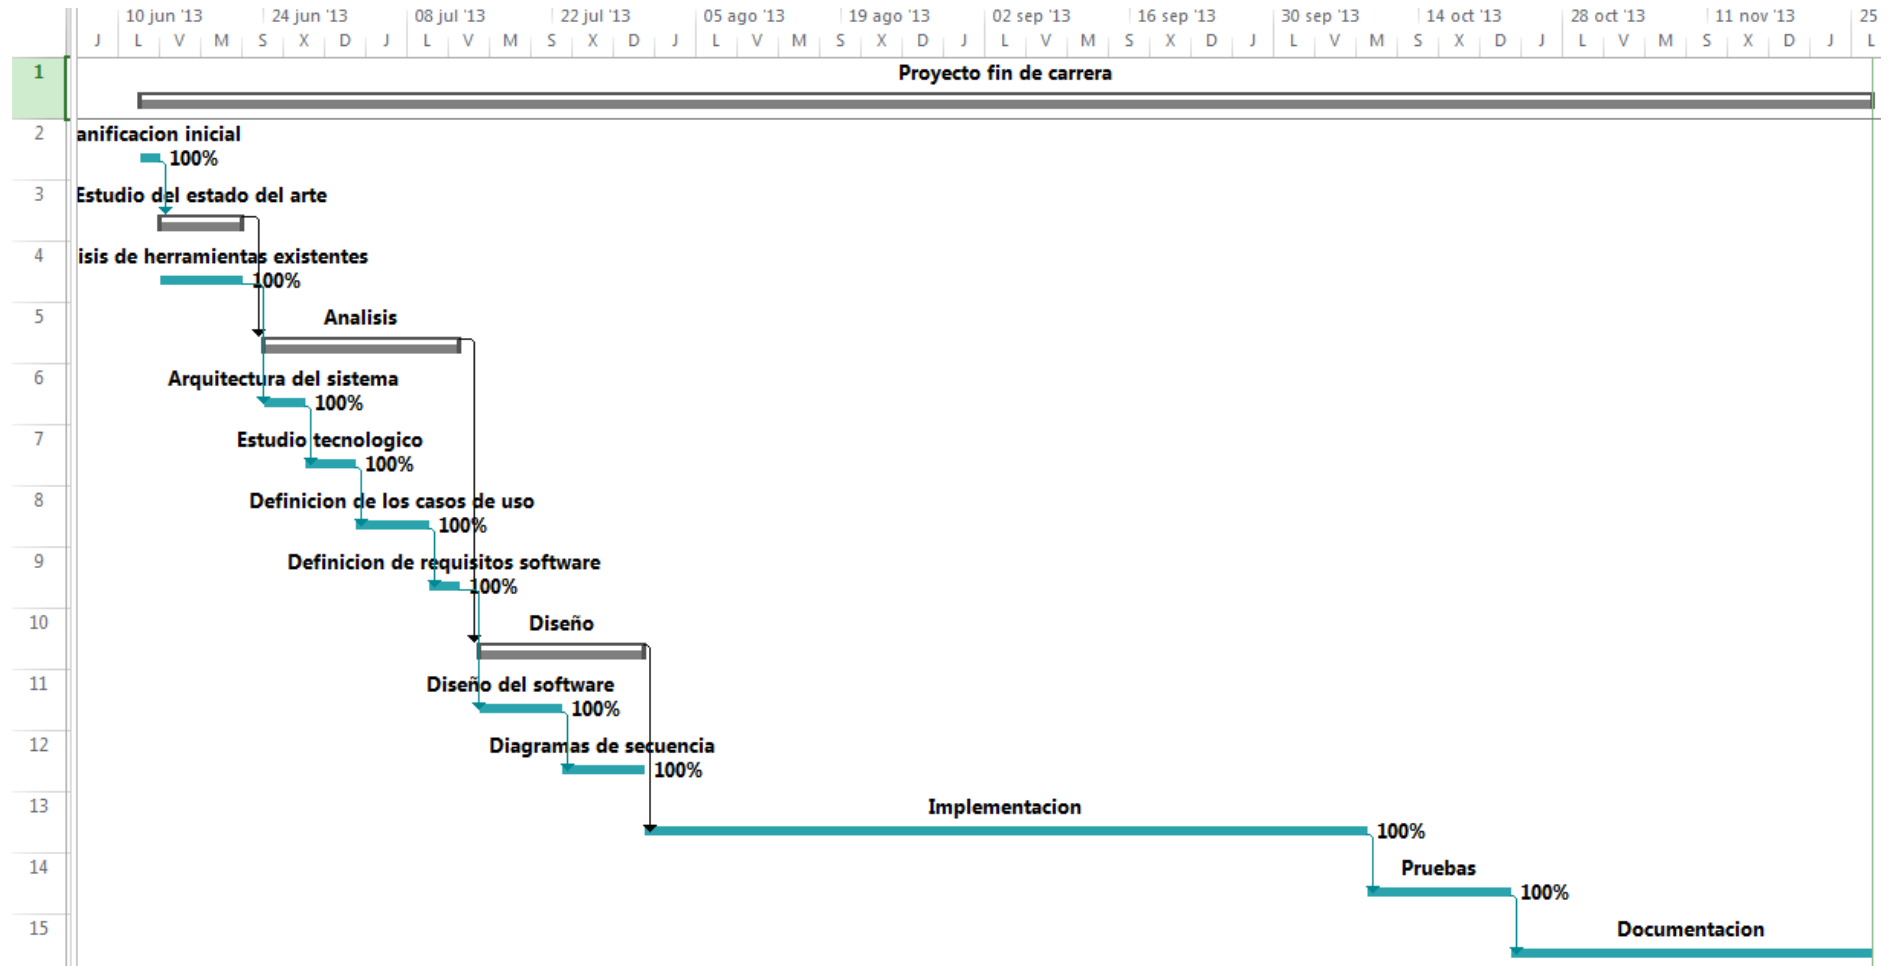 10 jun '13 24 jun '13 08 jul '13 22 jul '13 05 ago '13 19 ago '13 02 sep '13 16 sep '13 30 sep '13 14 oct '13 28 oct '13 11 nov '13 25
J L V M S X D J L V M S X D J L V M S X D J L V M S X D J L V M S X D J L V M S X D J L
1 Proyecto fin de carrera
2 anificacion inicial
100%
3 Estudio del estado del arte
4 isis de herramientas existentes
100%
5 Analisis
6 Arquitectura del sistema
100%
7 Estudio tecnologico
100%
8 Definicion de los casos de uso
100%
9 Definicion de requisitos software
100%
10 Diseño
11 Diseño del software
100%
12 Diagramas de secuencia
100%
13 Implementacion
100%
14 Pruebas
100%
15 Documentacion